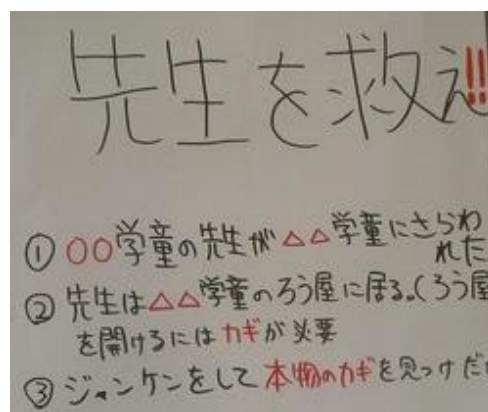 先生を救え!!
① ○○学童の先生が△△学童にさらわ
れた
② 先生は△△学童のろう屋に居る。(ろう屋
を開けるにはカギが必要
③ ジャンケンをして本物のカギを見つけだ